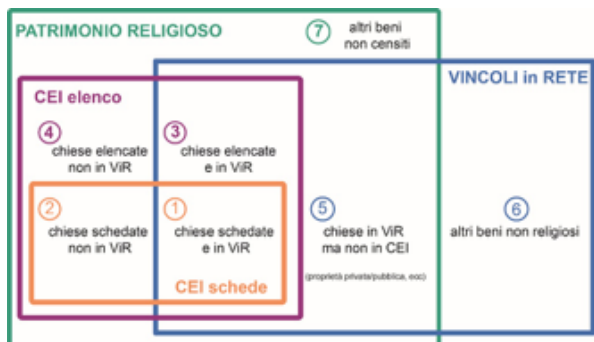 PATRIMONIO RELIGIOSO
7
altri beni
non censiti
VINCOLI in RETE
CEI elenco
4
chiese elencate
non in ViR
3
chiese elencate
e in ViR
2
chiese schedate
non in ViR
1
chiese schedate
e in ViR
CEI schede
5
chiese in ViR
ma non in CEI
(proprietà privata/pubblica, ecc)
6
altri beni non religiosi